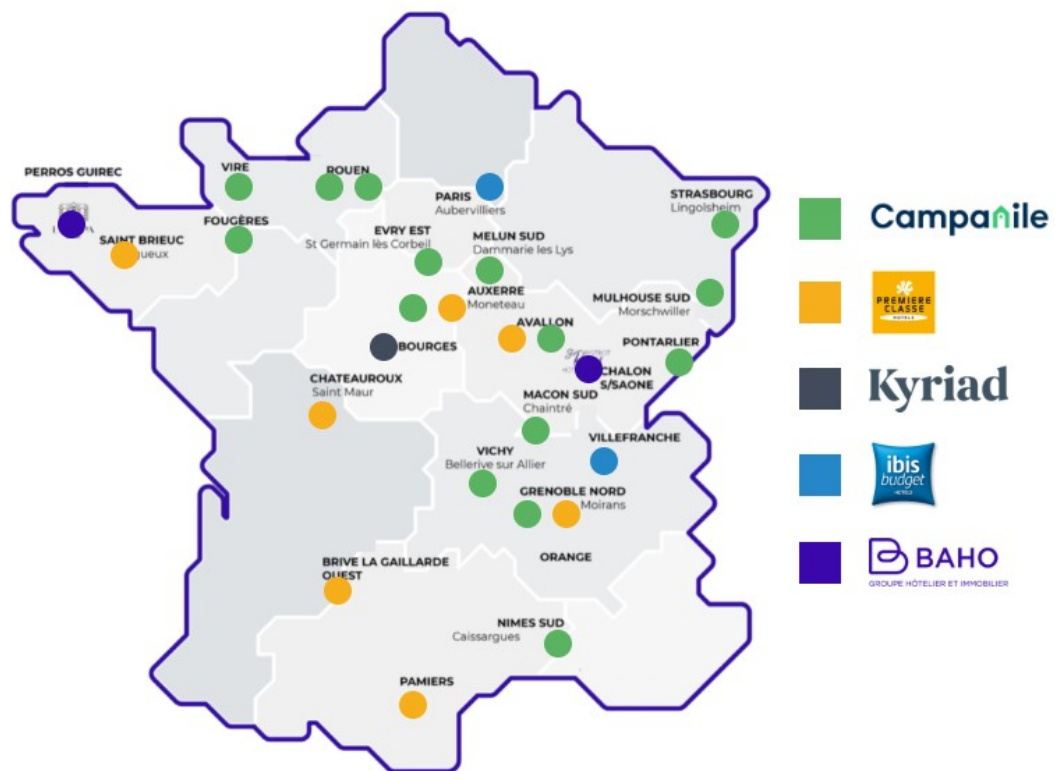 PERROS GUIREC
VIRE
ROUEN
PARIS
Aubervilliers
STRASBOURG
Lingolsheim
FOUGÈRES
EVRY EST
St Germain lès Corbeil
SAINT BRIEUC
ueux
MELUN SUD
Dammarie les Lys
AUXERRE
Moneteau
MULHOUSE SUD
Morschwiller
AVALLON
BOURGES
PONTARLIER
CHALON
S/SAONE
CHATEAUROUX
Saint Maur
MACON SUD
Chaintré
VILLEFRANCHE
VICHY
Bellerive sur Allier
GRENOBLE NORD
Moirans
ORANGE
BRIVE LA GAILLARDE
OUEST
NIMES SUD
Caissargues
PAMIERS
Campanile
PREMIERE
CLASSE
HOTELS
Kyriad
ibis
budget
HOTELS
BAHO
GROUPE HÔTELIER ET IMMOBILIER